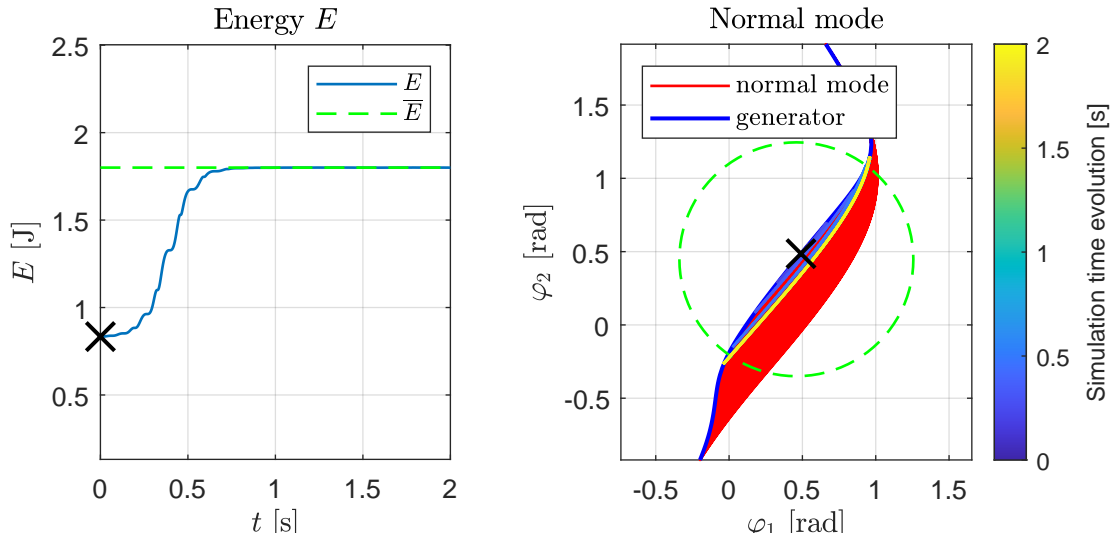 Energy E
2.5
2
1.5
1
0.5
E [J]
0
0.5
1
1.5
2
t [s]
E
E̅
Normal mode
normal mode
generator
1.5
1
0.5
0
-0.5
φ₂ [rad]
-0.5
0
0.5
1
1.5
φ₁ [rad]
2
1.5
1
0.5
0
Simulation time evolution [s]